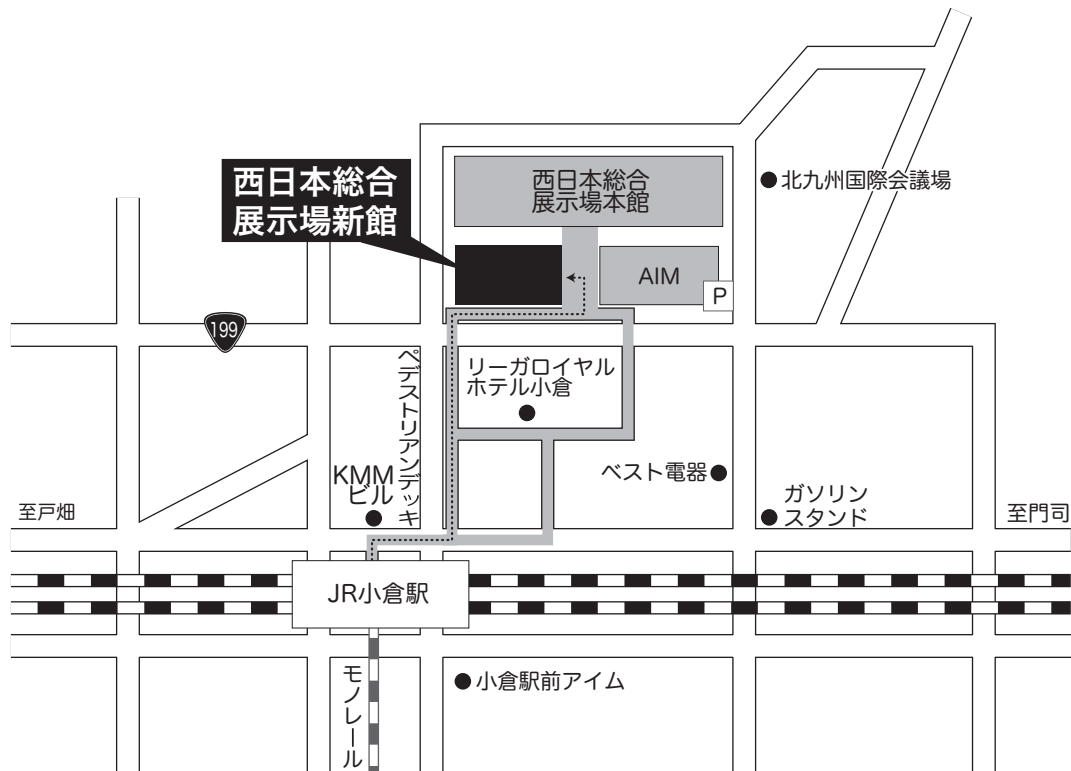 西日本総合
展示場新館
西日本総合
展示場本館
北九州国際会議場
AIM
P
199
ペデストリアンデッキ
リーガロイヤル
ホテル小倉
KMM
ビル
ベスト電器
ガソリン
スタンド
至戸畑
至門司
JR小倉駅
モノレール
小倉駅前アイム